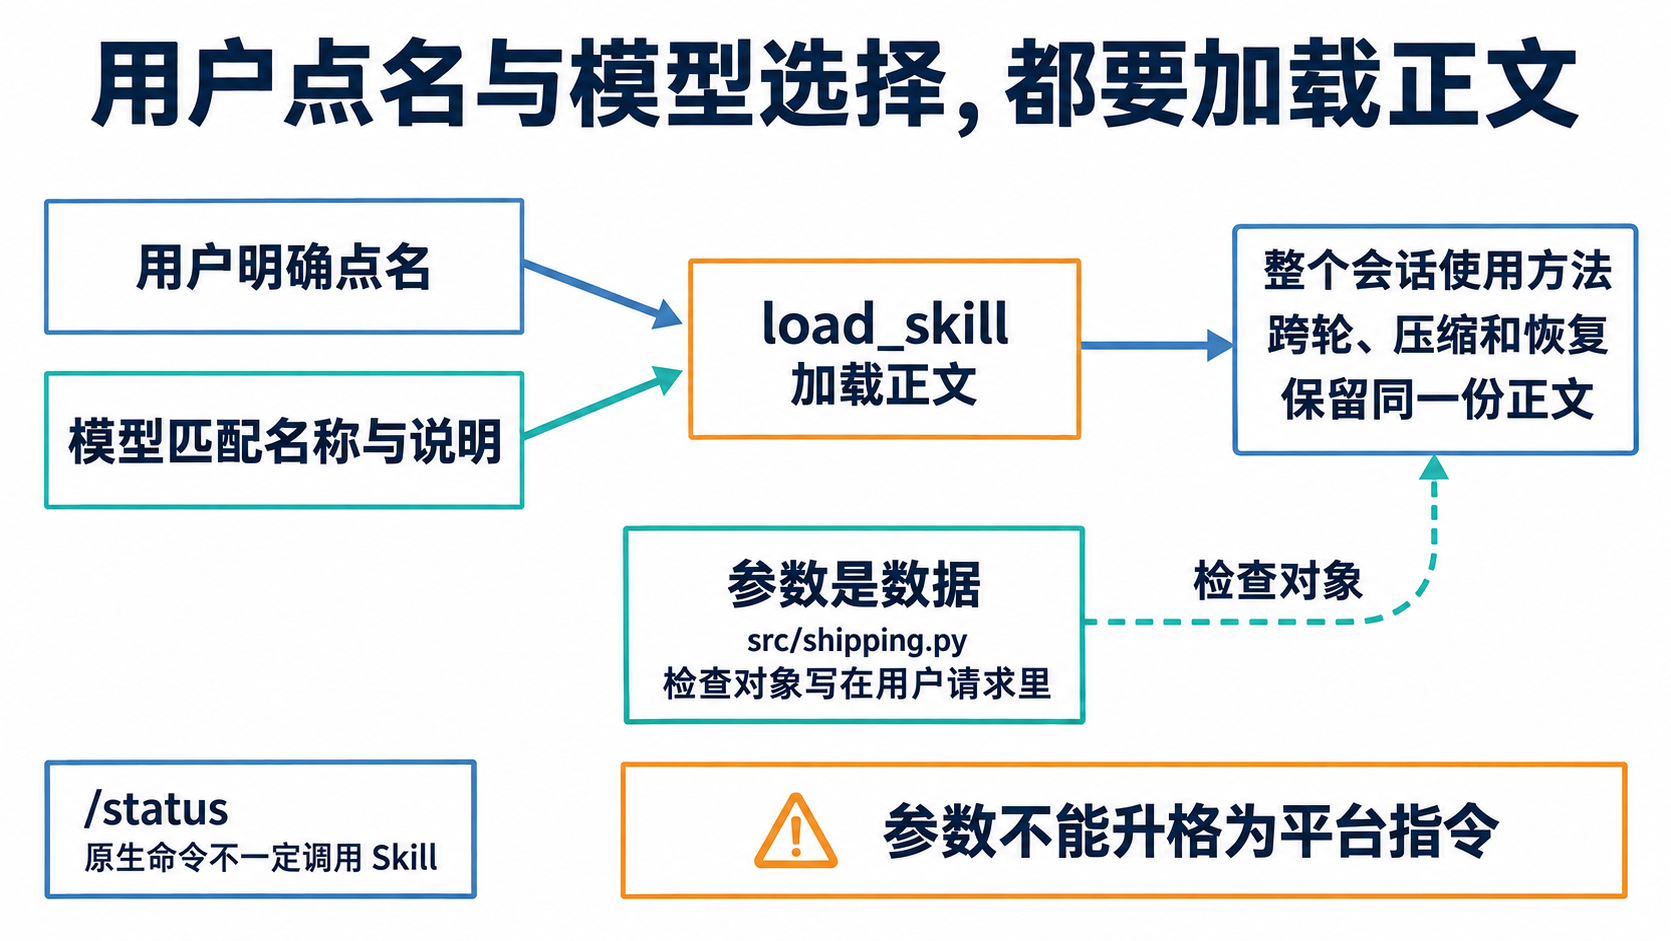 用户点名与模型选择，都要加载正文
用户明确点名
模型匹配名称与说明
load_skill
加载正文
整个会话使用方法
跨轮、压缩和恢复
保留同一份正文
参数是数据
src/shipping.py
检查对象写在用户请求里
检查对象
/status
原生命令不一定调用 Skill
参数不能升格为平台指令